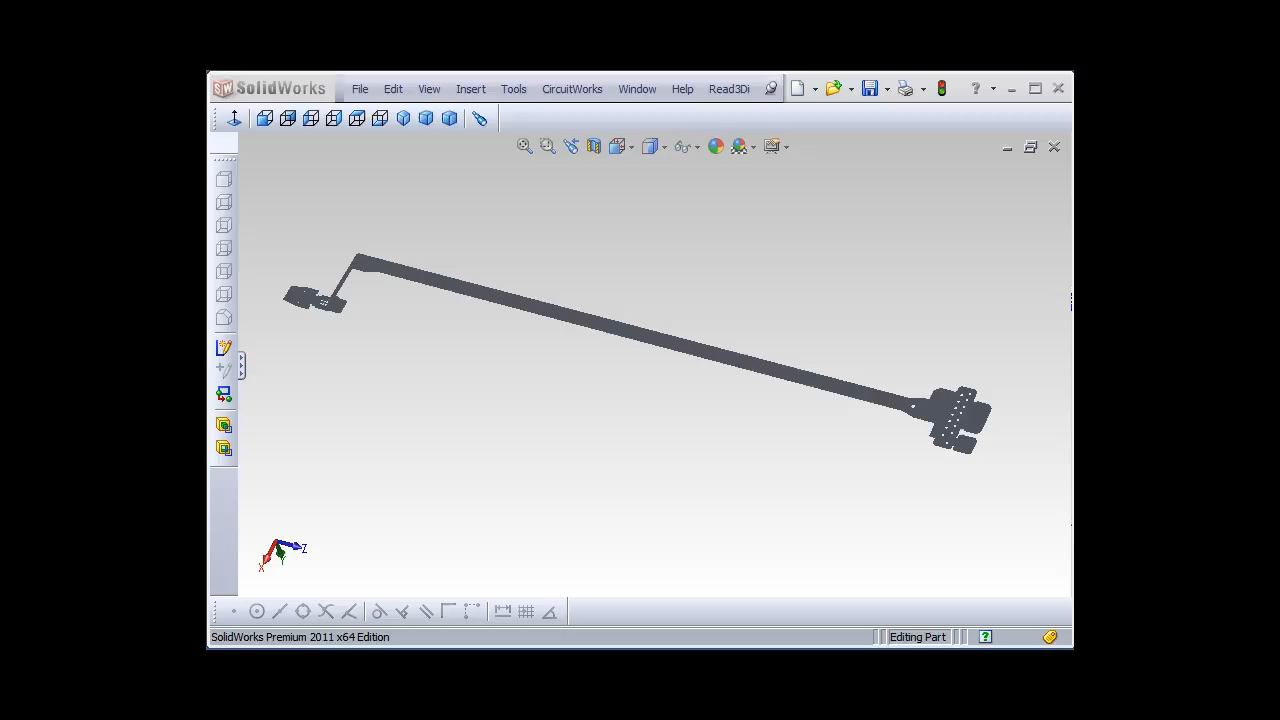 SolidWorks File Edit View Insert Tools CircuitWorks Window Help Read3Di
Z
Y
X
SolidWorks Premium 2011 x64 Edition Editing Part